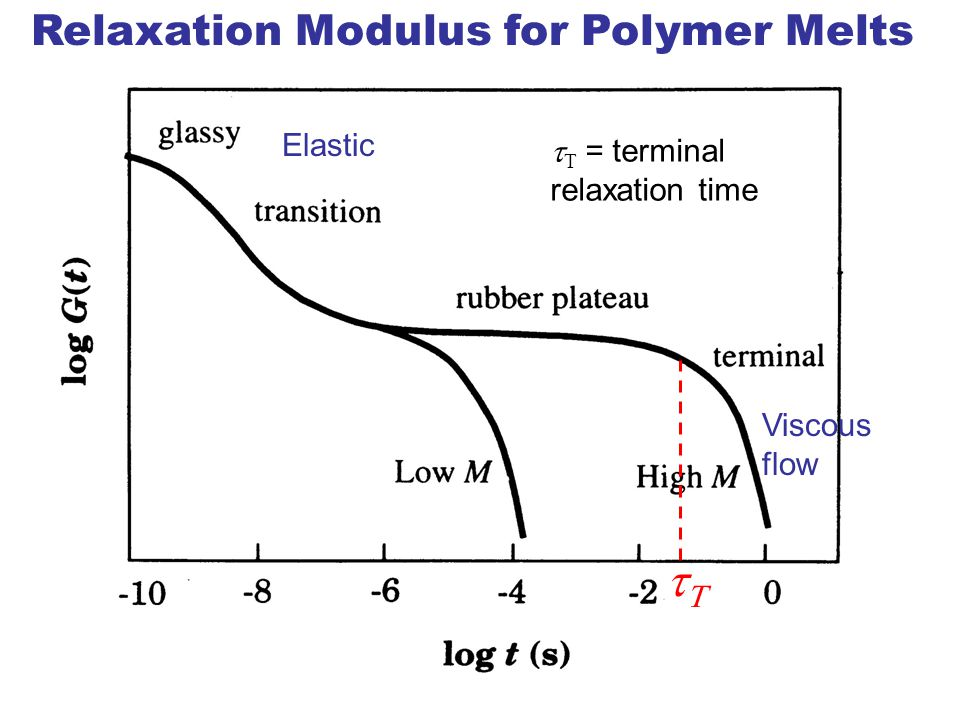 Relaxation Modulus for Polymer Melts
glassy
Elastic
τT = terminal
relaxation time
transition
rubber plateau
log G(t)
terminal
Viscous
flow
Low M
High M
-10 -8 -6 -4 -2 0
τT
log t (s)